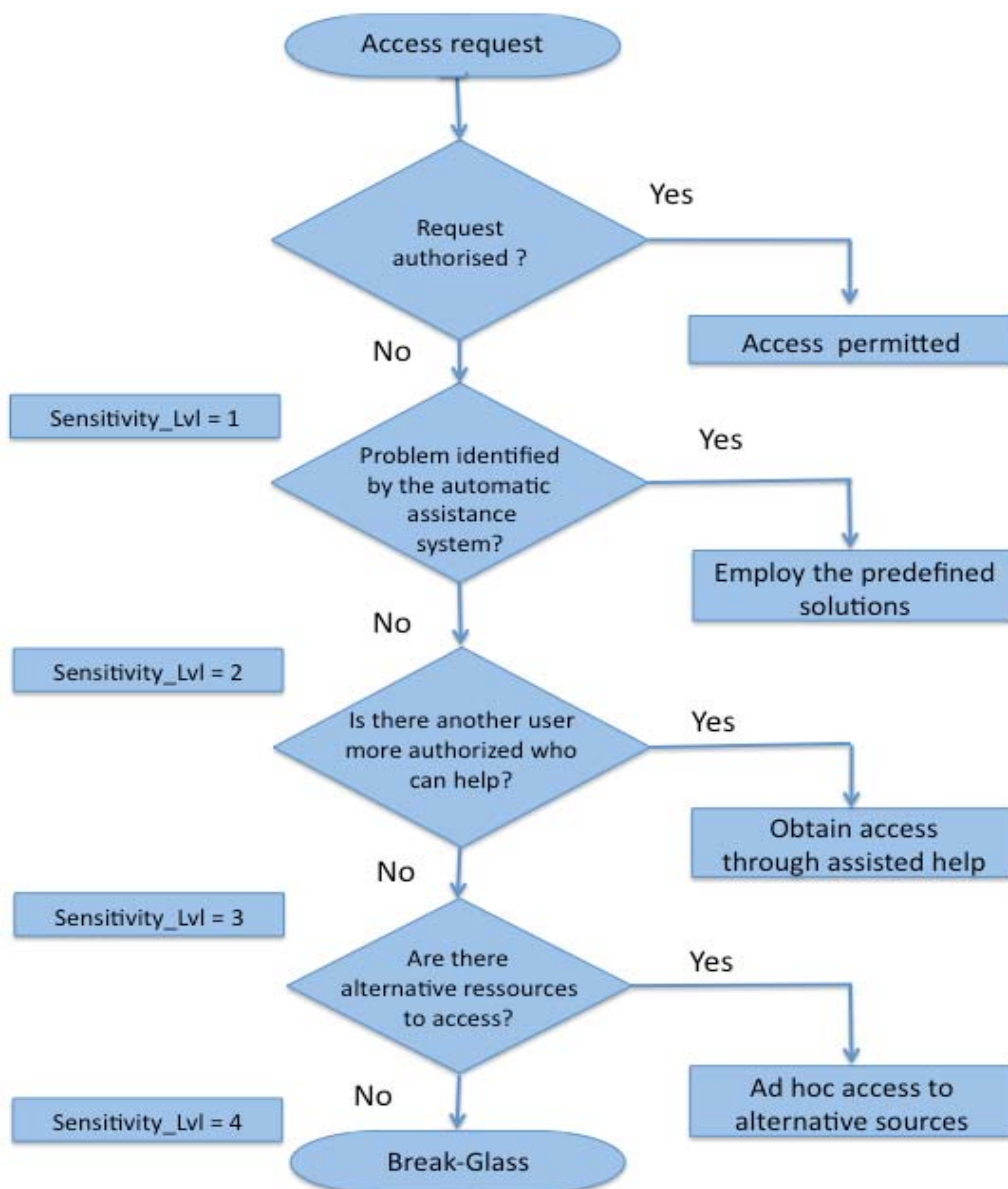 Access request
Yes
Request
authorised ?
Access  permitted
No
Sensitivity_Lvl = 1
Yes
Problem identified
by the automatic
assistance
system?
Employ the predefined
solutions
No
Sensitivity_Lvl = 2
Yes
Is there another user
more authorized who
can help?
Obtain access
through assisted help
No
Sensitivity_Lvl = 3
Yes
Are there
alternative ressources
to access?
Ad hoc access to
alternative sources
No
Sensitivity_Lvl = 4
Break-Glass